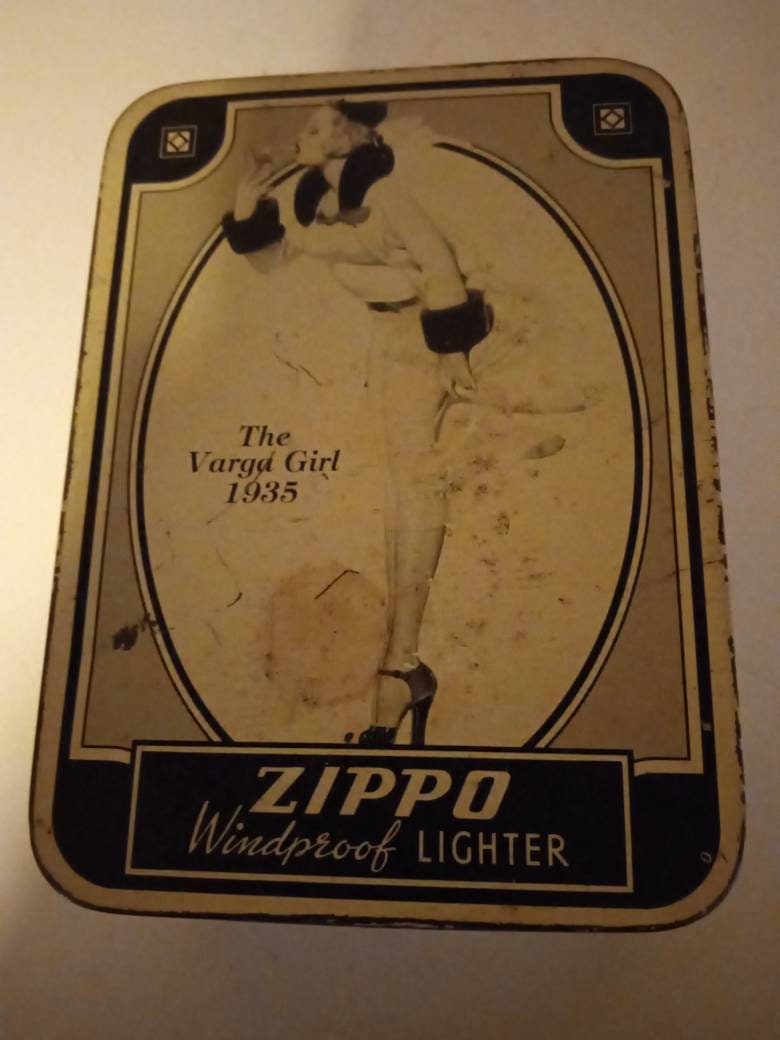 The
Varga Girl
1935
ZIPPO
Windproof LIGHTER